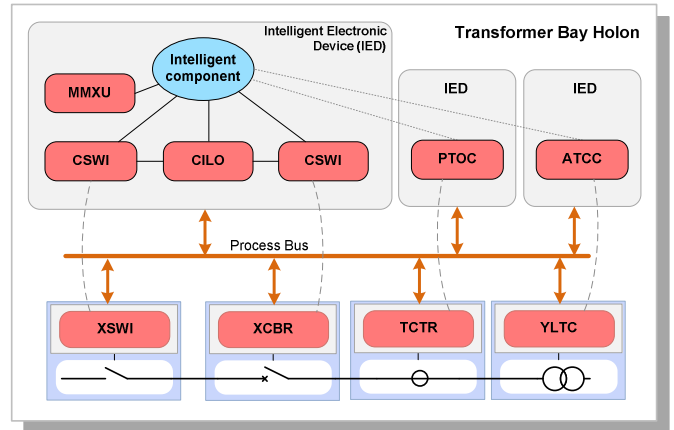 Transformer Bay Holon
Intelligent Electronic
Device (IED)
Intelligent
component
MMXU
CSWI
CILO
CSWI
IED
PTOC
IED
ATCC
Process Bus
XSWI
XCBR
TCTR
YLTC